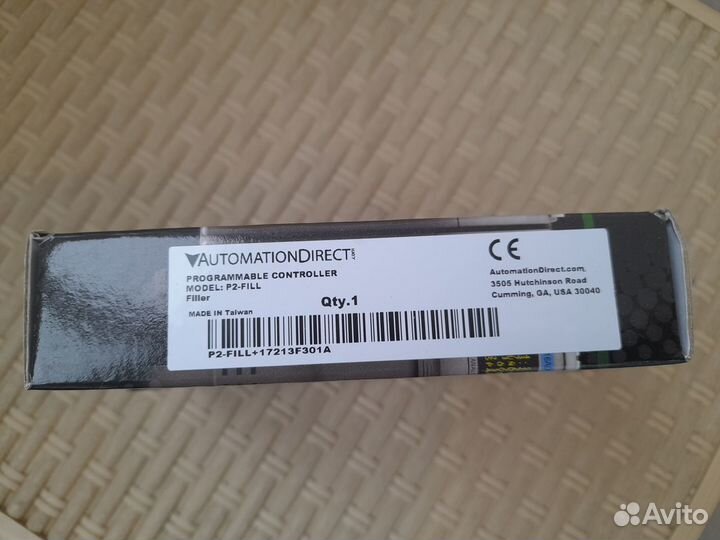 AUTOMATIONDIRECT
PROGRAMMABLE CONTROLLER
MODEL: P2-FILL
Filler
Qty.1
MADE IN Taiwan
P2-FILL+17213F301A
CE
AutomationDirect.com
3505 Hutchinson Road
Cumming, GA, USA 30040
Avito